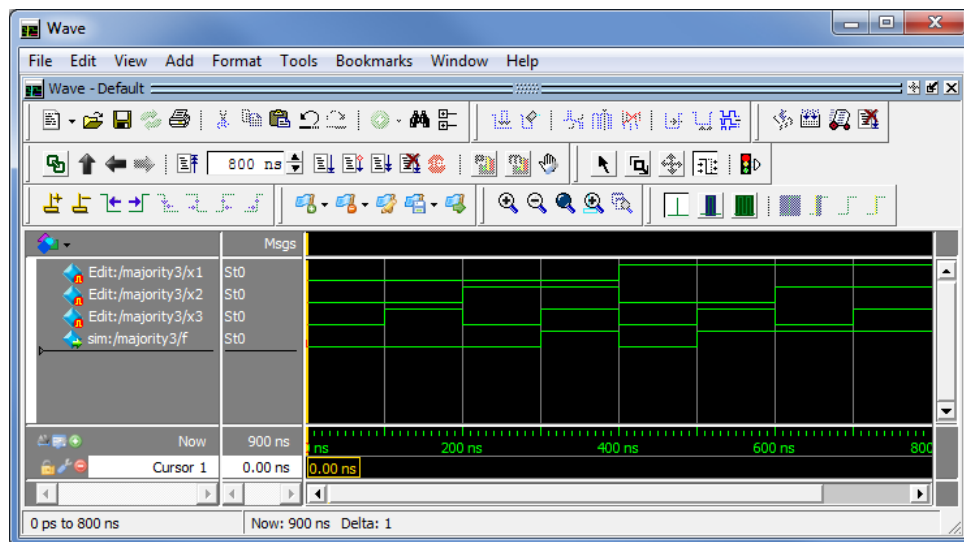 Wave
File Edit View Add Format Tools Bookmarks Window Help
Wave - Default
800 ns
Msgs
Edit:/majority3/x1 St0
Edit:/majority3/x2 St0
Edit:/majority3/x3 St0
sim:/majority3/f St0
Now 900 ns ns 200 ns 400 ns 600 ns 800
Cursor 1 0.00 ns 0.00 ns
0 ps to 800 ns Now: 900 ns Delta: 1